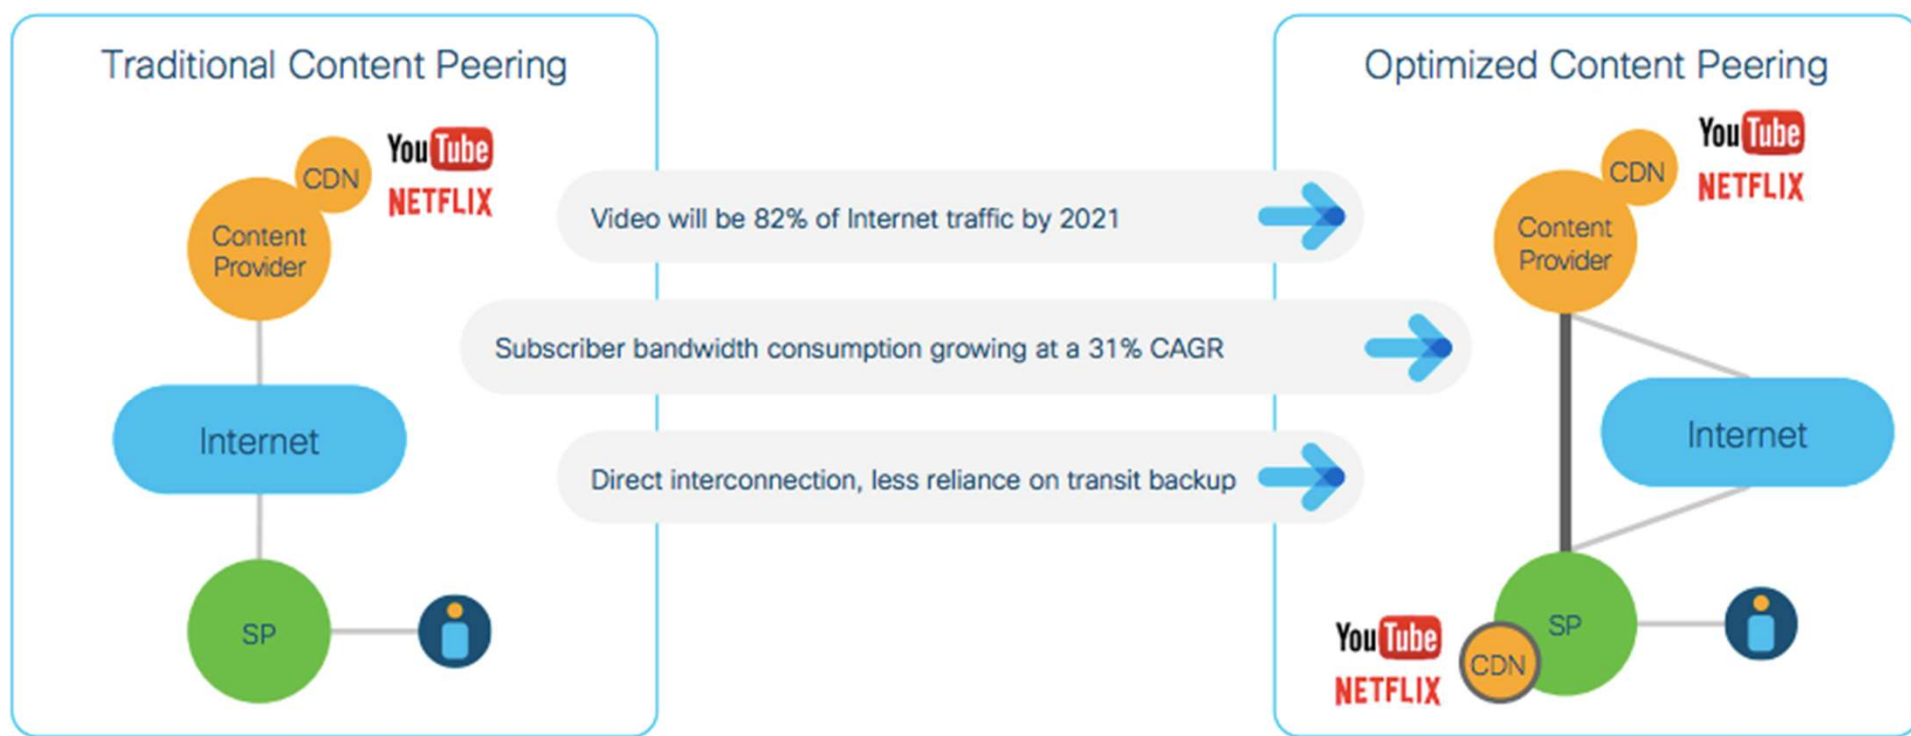 Traditional Content Peering
CDN
YouTube
NETFLIX
Content
Provider
Internet
SP
Video will be 82% of Internet traffic by 2021
Subscriber bandwidth consumption growing at a 31% CAGR
Direct interconnection, less reliance on transit backup
Optimized Content Peering
CDN
YouTube
NETFLIX
Content
Provider
Internet
SP
YouTube
NETFLIX
CDN